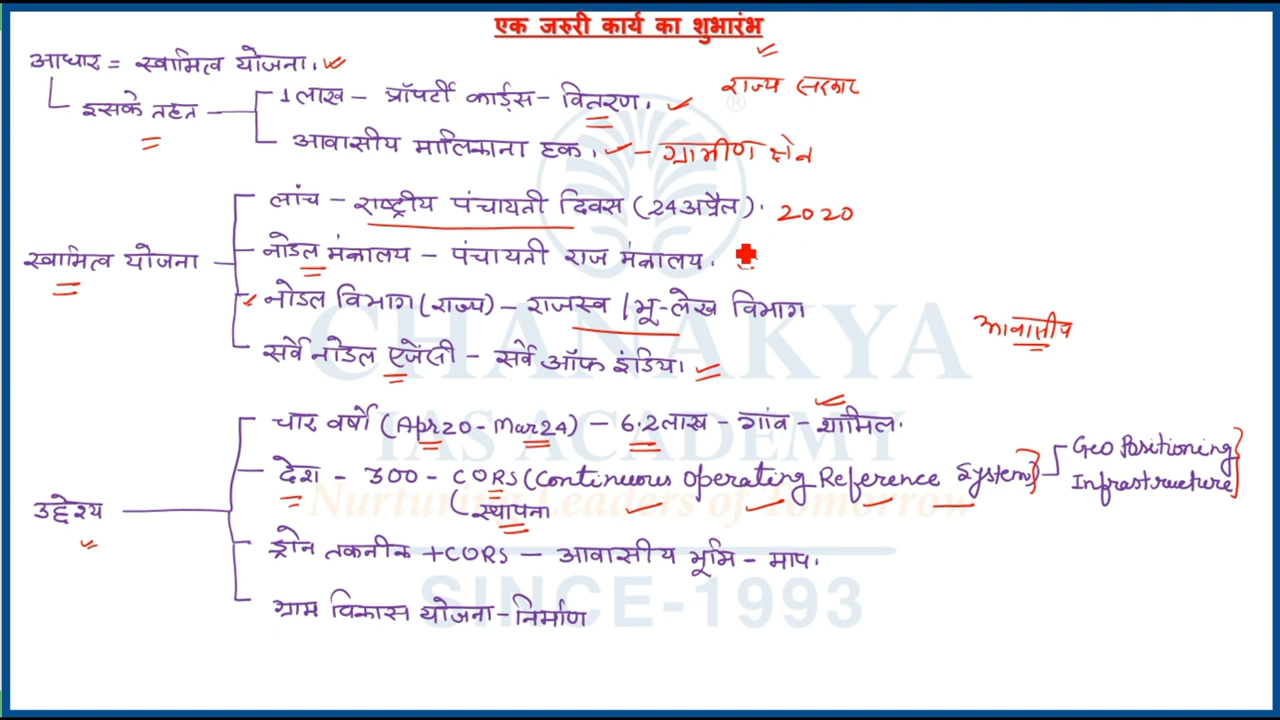 एक जरुरी कार्य का शुभारंभ
आधार = स्वामित्व योजना.
राज्य सरकार
इसके तहत
1 लाख - प्रॉपर्टी कार्ड्स - वितरण.
आवासीय मालिकाना हक. - ग्रामीण क्षेत्र
स्वामित्व योजना
लांच - राष्ट्रीय पंचायती दिवस (24 अप्रैल). 2020
नोडल मंत्रालय - पंचायती राज मंत्रालय.
नोडल विभाग (राज्य) - राजस्व / भू-लेख विभाग
आवासीय
सर्वे नोडल एजेंसी - सर्वे ऑफ इंडिया.
उद्देश्य
चार वर्षो (Apr20 - Mar24) - 6.2 लाख - गांव - शामिल.
देश - 300 - CORS (Continuous Operating Reference System)
स्थापना
Geo Positioning
Infrastructure
ड्रोन तकनीक + CORS - आवासीय भूमि - माप.
ग्राम विकास योजना - निर्माण
CHANAKYA
IAS ACADEMY
Nurturing Leaders of Tomorrow
SINCE-1993